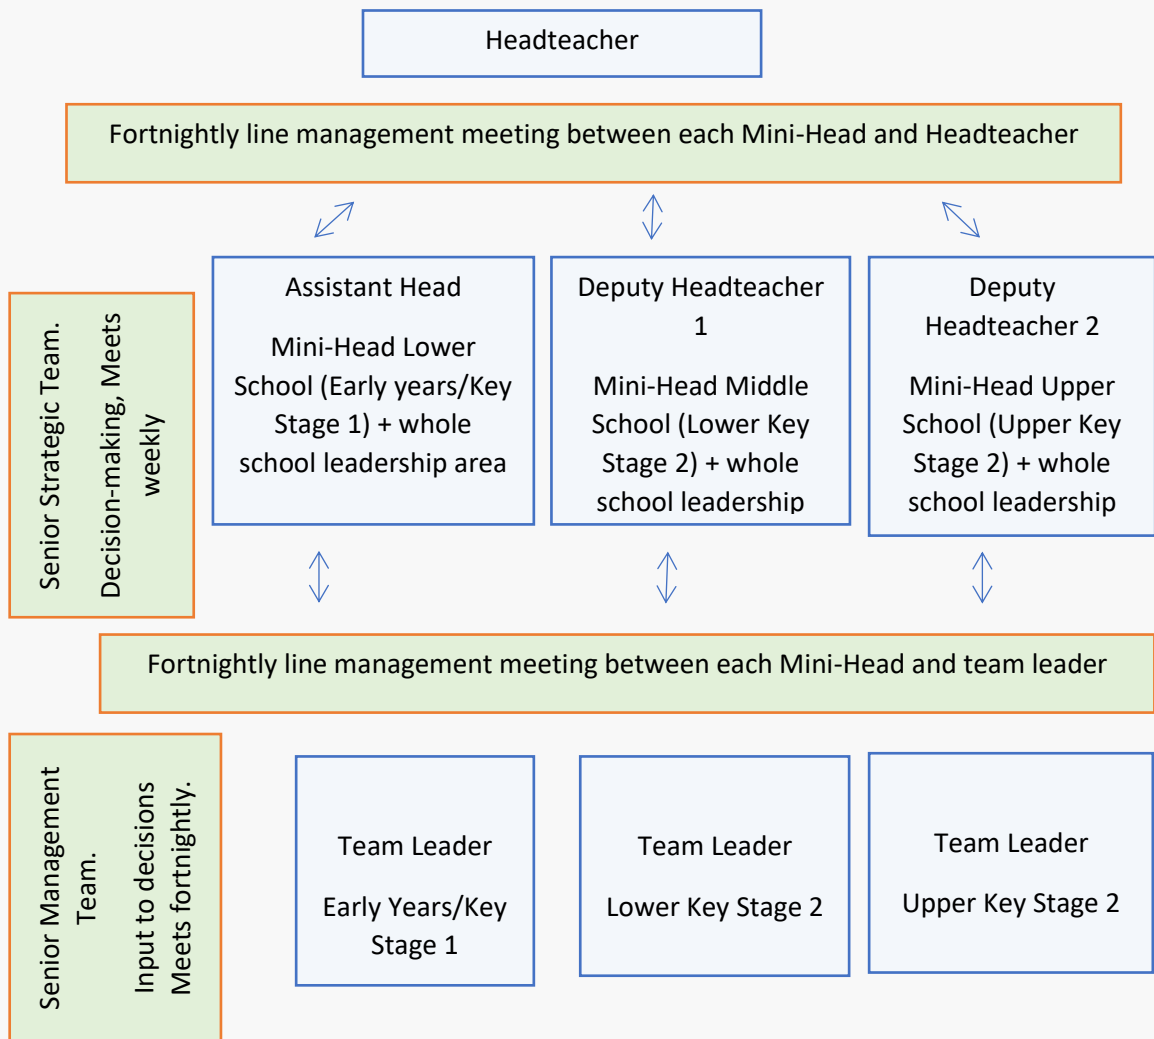 Headteacher
Fortnightly line management meeting between each Mini-Head and Headteacher
Senior Strategic Team.
Decision-making, Meets
weekly
Assistant Head
Mini-Head Lower
School (Early years/Key
Stage 1) + whole
school leadership area
Deputy Headteacher
1
Mini-Head Middle
School (Lower Key
Stage 2) + whole
school leadership
Deputy
Headteacher 2
Mini-Head Upper
School (Upper Key
Stage 2) + whole
school leadership
Fortnightly line management meeting between each Mini-Head and team leader
Senior Management
Team.
Input to decisions
Meets fortnightly.
Team Leader
Early Years/Key
Stage 1
Team Leader
Lower Key Stage 2
Team Leader
Upper Key Stage 2